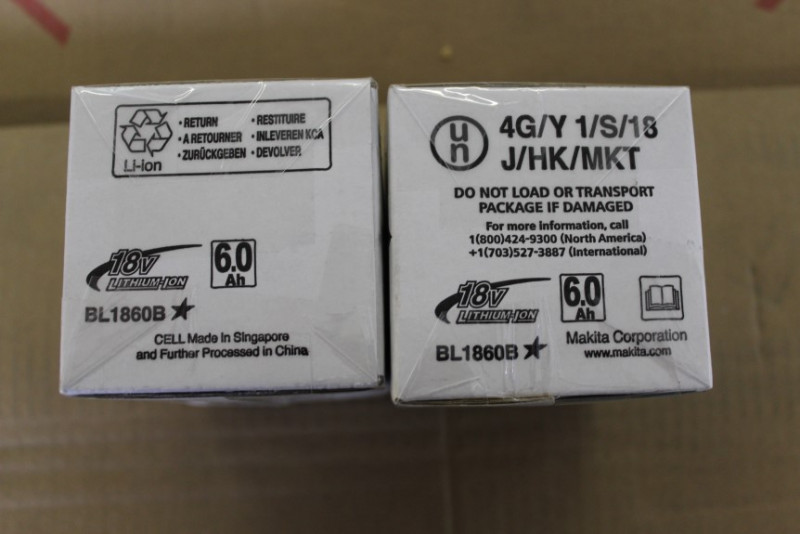 • RETURN • RESTITUIRE
• A RETOURNER • INLEVEREN KCA
• ZURÜCKGEBEN • DEVOLVER
Li-ion
18V
LITHIUM-ION
6.0
Ah
BL1860B★
CELL Made in Singapore
and Further Processed in China
un
4G/Y 1/S/18
J/HK/MKT
DO NOT LOAD OR TRANSPORT
PACKAGE IF DAMAGED
For more information, call
1(800)424-9300 (North America)
+1(703)527-3887 (International)
18V
LITHIUM-ION
6.0
Ah
BL1860B★
Makita Corporation
www.makita.com